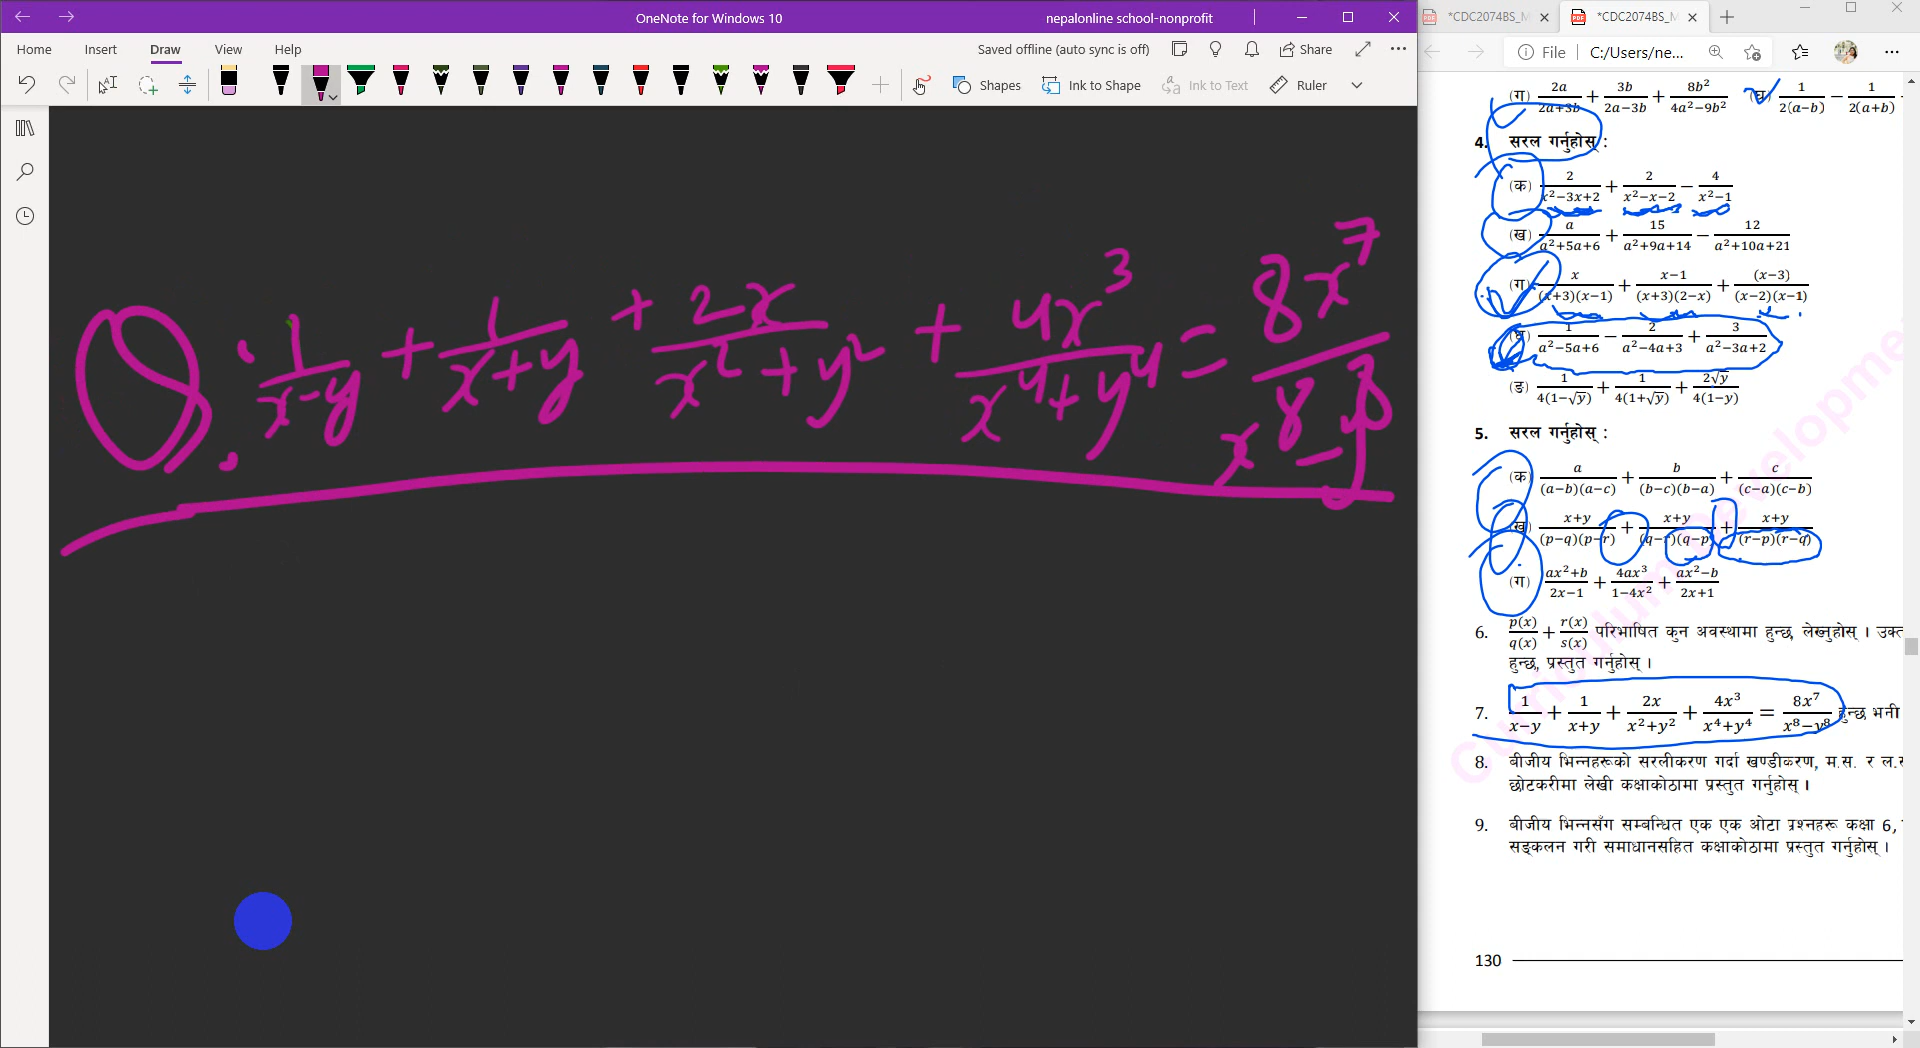 OneNote for Windows 10
nepalonline school-nonprofit
Home Insert Draw View Help
Saved offline (auto sync is off) Share
Shapes Ink to Shape Ink to Text Ruler
Q. 1/(x-y) + 1/(x+y) + 2x/(x²+y²) + 4x³/(x⁴+y⁴) = 8x⁷/(x⁸-y⁸)
*CDC2074BS_M *CDC2074BS_M
File C:/Users/ne...
(ग) 2a/(2a+3b) + 3b/(2a−3b) + 8b²/(4a²−9b²) (घ) 1/(2(a−b)) − 1/(2(a+b))
4. सरल गर्नुहोस् :
(क) 2/(x²−3x+2) + 2/(x²−x−2) − 4/(x²−1)
(ख) a/(a²+5a+6) + 15/(a²+9a+14) − 12/(a²+10a+21)
(ग) x/((x+3)(x−1)) + (x−1)/((x+3)(2−x)) + (x−3)/((x−2)(x−1))
(घ) 1/(a²−5a+6) − 2/(a²−4a+3) + 3/(a²−3a+2)
(ङ) 1/(4(1−√y)) + 1/(4(1+√y)) + 2√y/(4(1−y))
5. सरल गर्नुहोस् :
(क) a/((a−b)(a−c)) + b/((b−c)(b−a)) + c/((c−a)(c−b))
(ख) (x+y)/((p−q)(p−r)) + (x+y)/((q−r)(q−p)) + (x+y)/((r−p)(r−q))
(ग) (ax²+b)/(2x−1) + 4ax³/(1−4x²) + (ax²−b)/(2x+1)
6. p(x)/q(x) + r(x)/s(x) परिभाषित कुन अवस्थामा हुन्छ, लेख्नुहोस् । उक्त
हुन्छ, प्रस्तुत गर्नुहोस् ।
7. 1/(x−y) + 1/(x+y) + 2x/(x²+y²) + 4x³/(x⁴+y⁴) = 8x⁷/(x⁸−y⁸) हुन्छ भनी
8. बीजीय भिन्नहरूको सरलीकरण गर्दा खण्डीकरण, म.स. र ल.स
छोटकरीमा लेखी कक्षाकोठामा प्रस्तुत गर्नुहोस् ।
9. बीजीय भिन्नसँग सम्बन्धित एक एक ओटा प्रश्नहरू कक्षा 6,
सङ्कलन गरी समाधानसहित कक्षाकोठामा प्रस्तुत गर्नुहोस् ।
130
Curriculum Developme